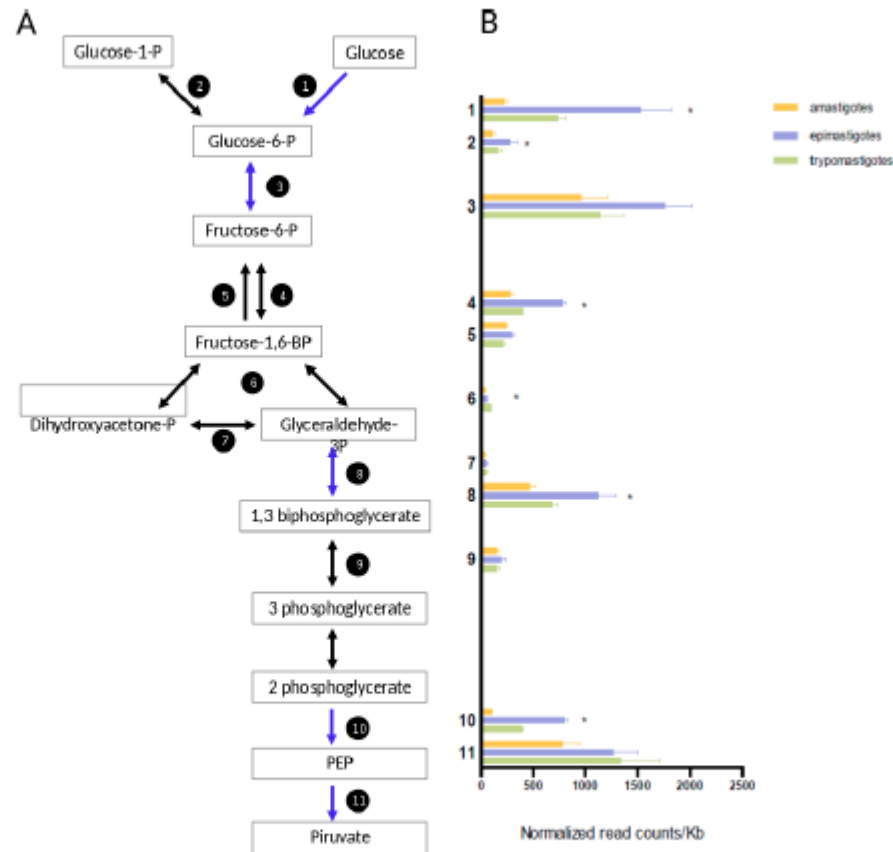 A
Glucose-1-P
Glucose
2
1
Glucose-6-P
3
Fructose-6-P
5
4
Fructose-1,6-BP
6
Dihydroxyacetone-P
7
Glyceraldehyde-
3P
8
1,3 biphosphoglycerate
9
3 phosphoglycerate
2 phosphoglycerate
10
PEP
11
Piruvate
B
amastigotes
epimastigotes
trypomastigotes
1
*
2
*
3
4
*
5
6
*
7
8
*
9
10
*
11
0 500 1000 1500 2000 2500
Normalized read counts/Kb